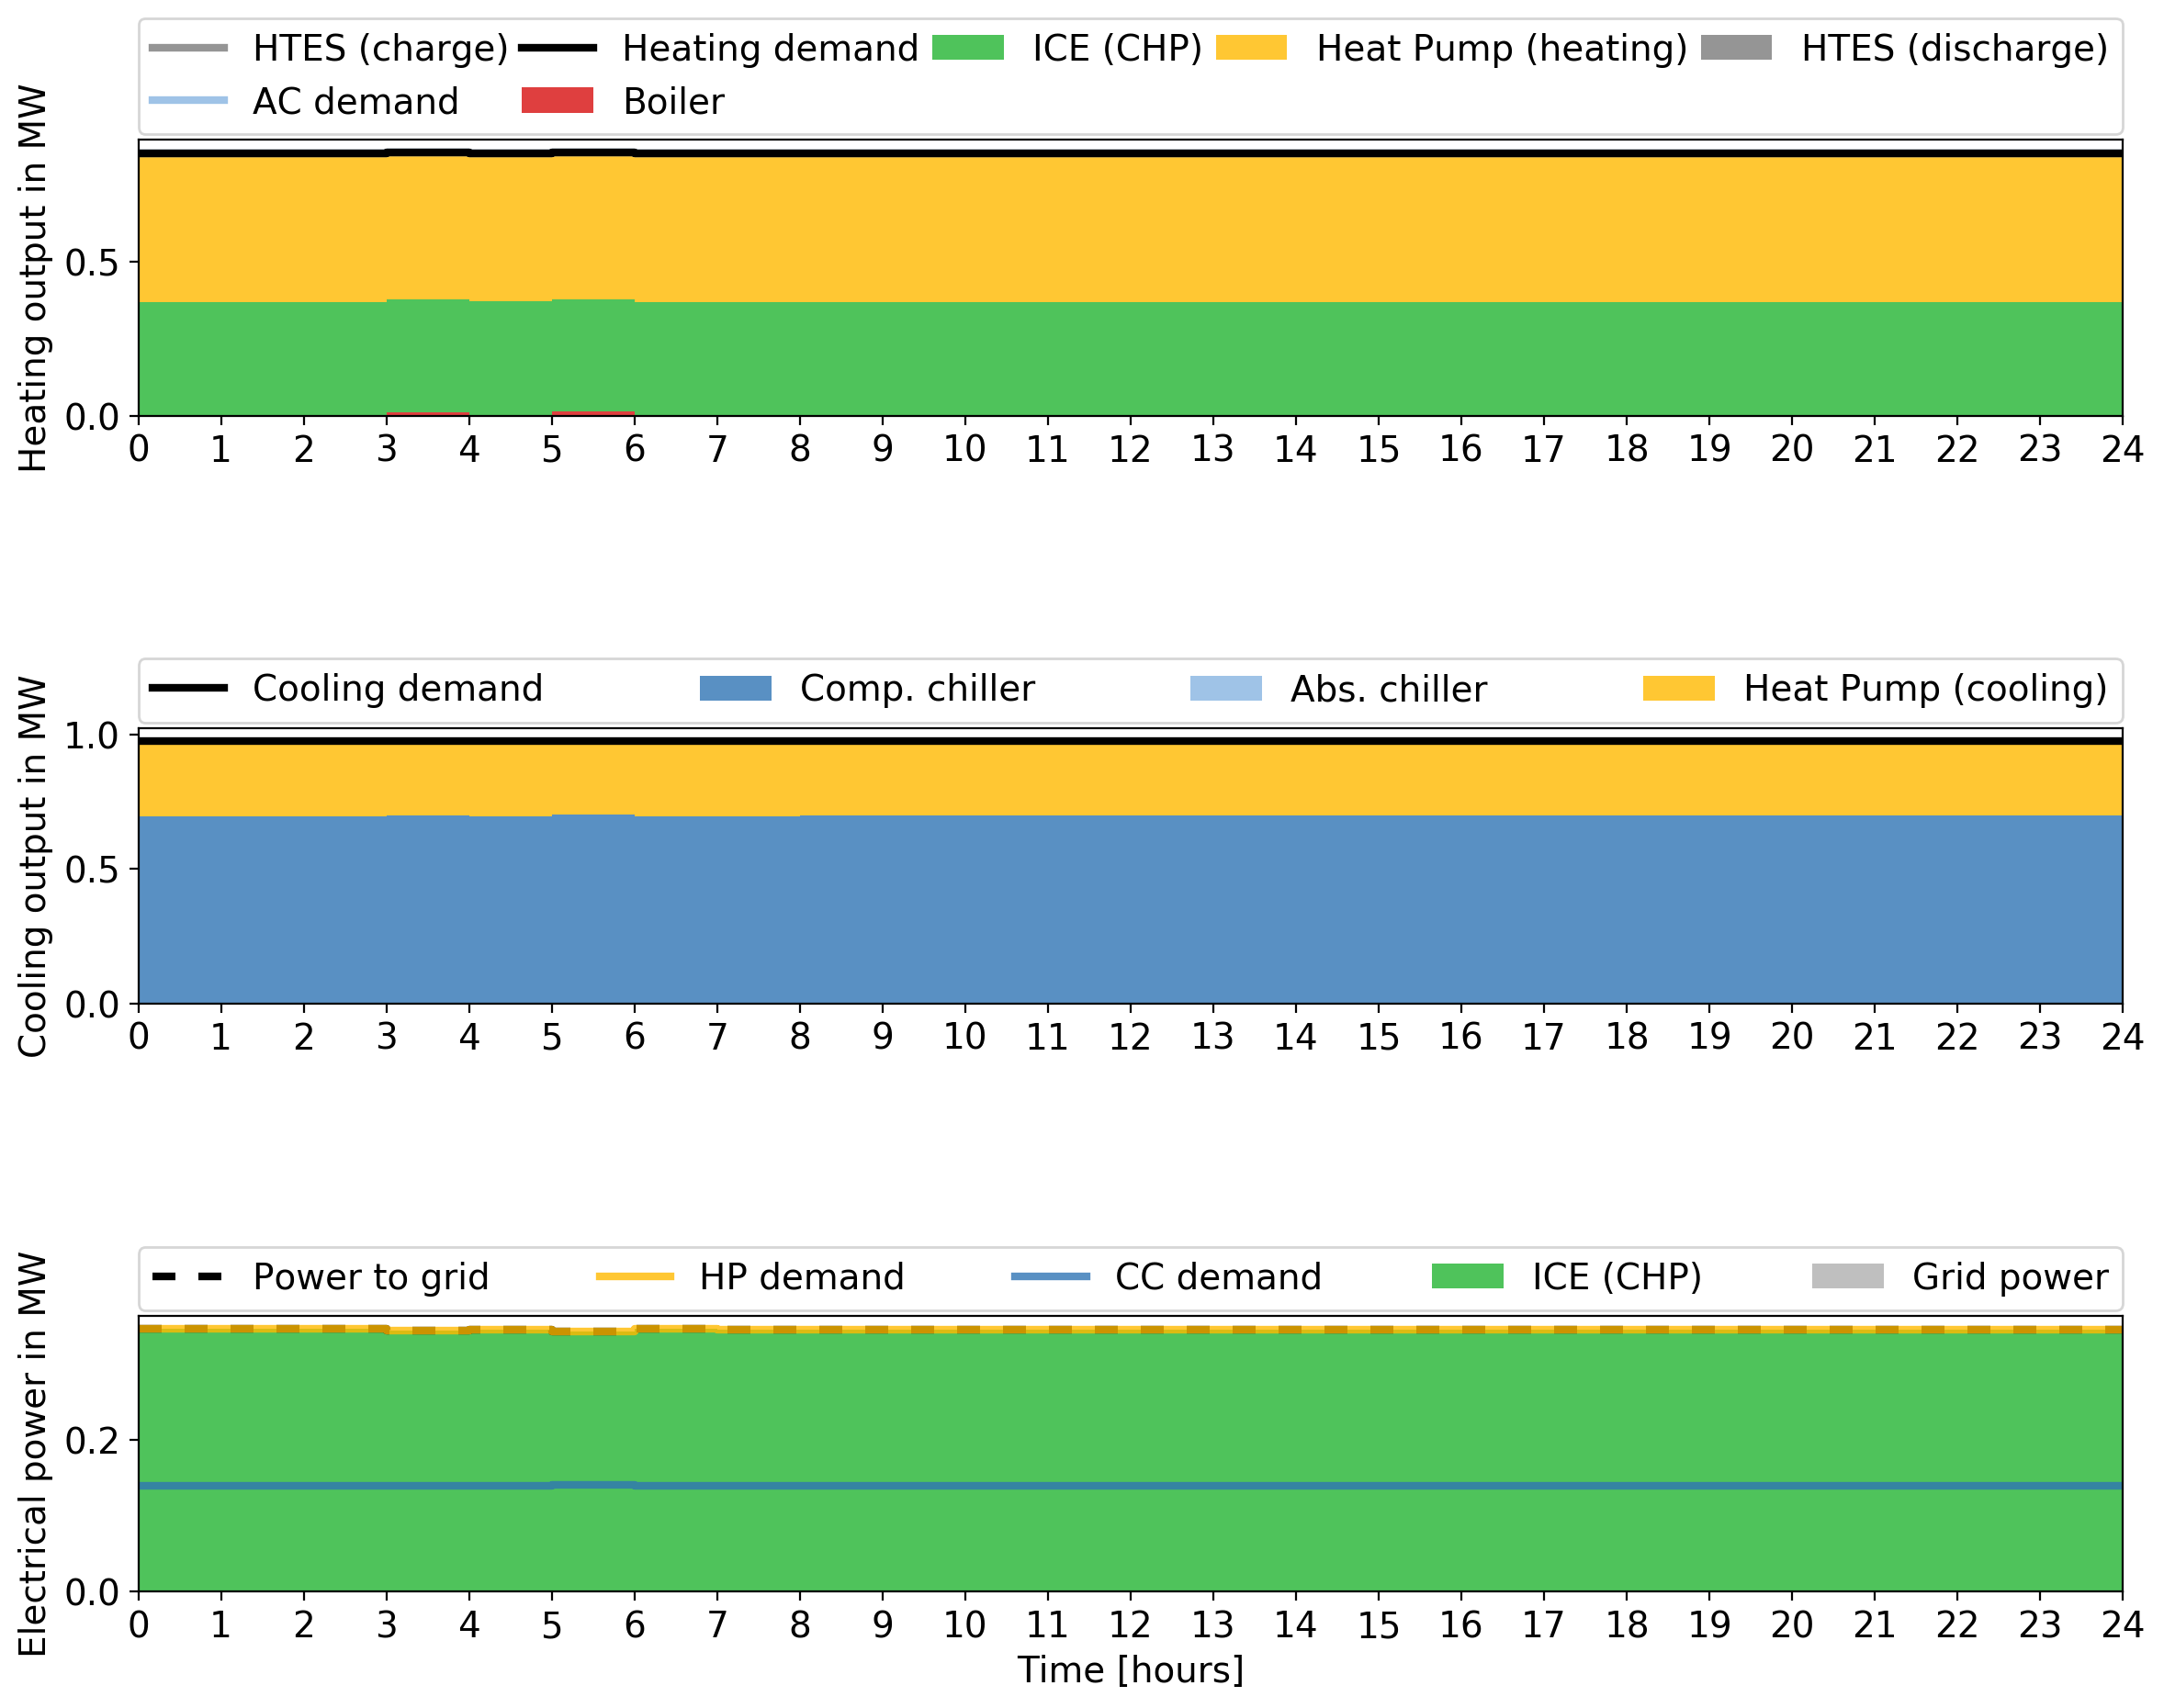 HTES (charge) Heating demand ICE (CHP) Heat Pump (heating) HTES (discharge)
AC demand Boiler
Heating output in MW
0.5
0.0
0 1 2 3 4 5 6 7 8 9 10 11 12 13 14 15 16 17 18 19 20 21 22 23 24
Cooling demand Comp. chiller Abs. chiller Heat Pump (cooling)
Cooling output in MW
1.0
0.5
0.0
0 1 2 3 4 5 6 7 8 9 10 11 12 13 14 15 16 17 18 19 20 21 22 23 24
Power to grid HP demand CC demand ICE (CHP) Grid power
Electrical power in MW
0.2
0.0
0 1 2 3 4 5 6 7 8 9 10 11 12 13 14 15 16 17 18 19 20 21 22 23 24
Time [hours]